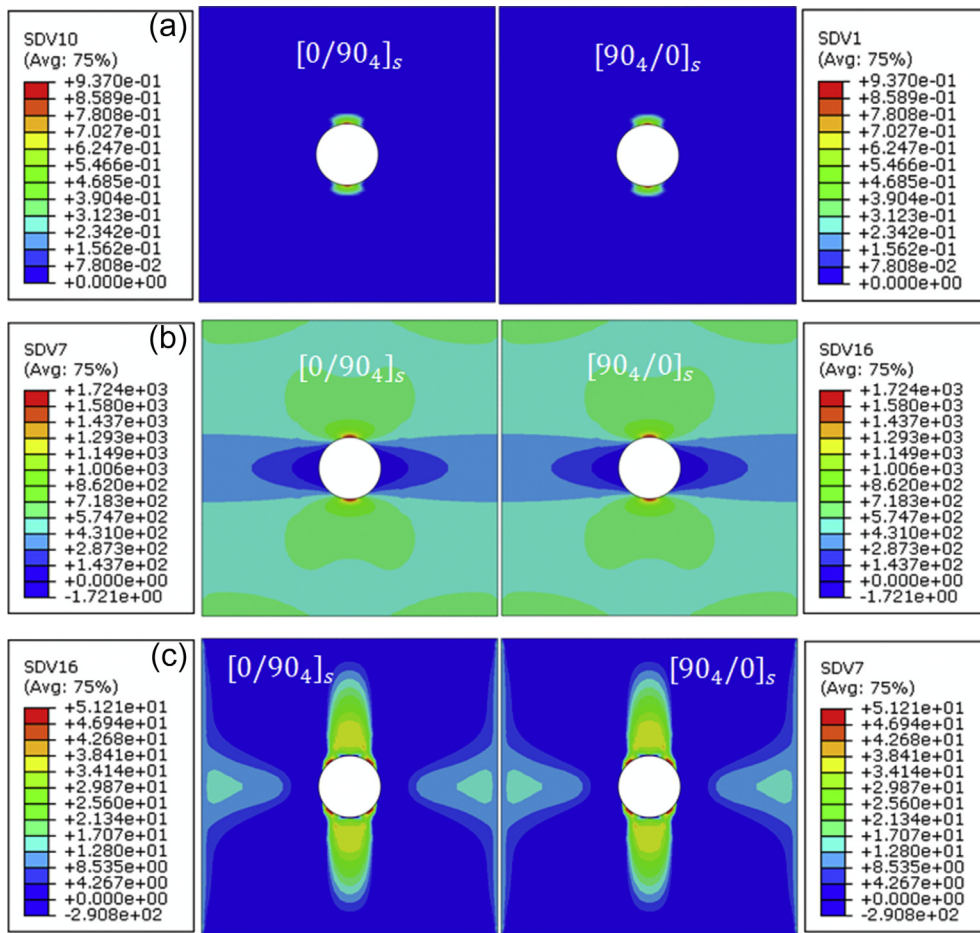 (a)
SDV10
(Avg: 75%)
+9.370e-01
+8.589e-01
+7.808e-01
+7.027e-01
+6.247e-01
+5.466e-01
+4.685e-01
+3.904e-01
+3.123e-01
+2.342e-01
+1.562e-01
+7.808e-02
+0.000e+00
[0/90₄]ₛ
[90₄/0]ₛ
SDV1
(Avg: 75%)
+9.370e-01
+8.589e-01
+7.808e-01
+7.027e-01
+6.247e-01
+5.466e-01
+4.685e-01
+3.904e-01
+3.123e-01
+2.342e-01
+1.562e-01
+7.808e-02
+0.000e+00
(b)
SDV7
(Avg: 75%)
+1.724e+03
+1.580e+03
+1.437e+03
+1.293e+03
+1.149e+03
+1.006e+03
+8.620e+02
+7.183e+02
+5.747e+02
+4.310e+02
+2.873e+02
+1.437e+02
+0.000e+00
-1.721e+00
[0/90₄]ₛ
[90₄/0]ₛ
SDV16
(Avg: 75%)
+1.724e+03
+1.580e+03
+1.437e+03
+1.293e+03
+1.149e+03
+1.006e+03
+8.620e+02
+7.183e+02
+5.747e+02
+4.310e+02
+2.873e+02
+1.437e+02
+0.000e+00
-1.721e+00
(c)
SDV16
(Avg: 75%)
+5.121e+01
+4.694e+01
+4.268e+01
+3.841e+01
+3.414e+01
+2.987e+01
+2.560e+01
+2.134e+01
+1.707e+01
+1.280e+01
+8.535e+00
+4.267e+00
+0.000e+00
-2.908e+02
[0/90₄]ₛ
[90₄/0]ₛ
SDV7
(Avg: 75%)
+5.121e+01
+4.694e+01
+4.268e+01
+3.841e+01
+3.414e+01
+2.987e+01
+2.560e+01
+2.134e+01
+1.707e+01
+1.280e+01
+8.535e+00
+4.267e+00
+0.000e+00
-2.908e+02